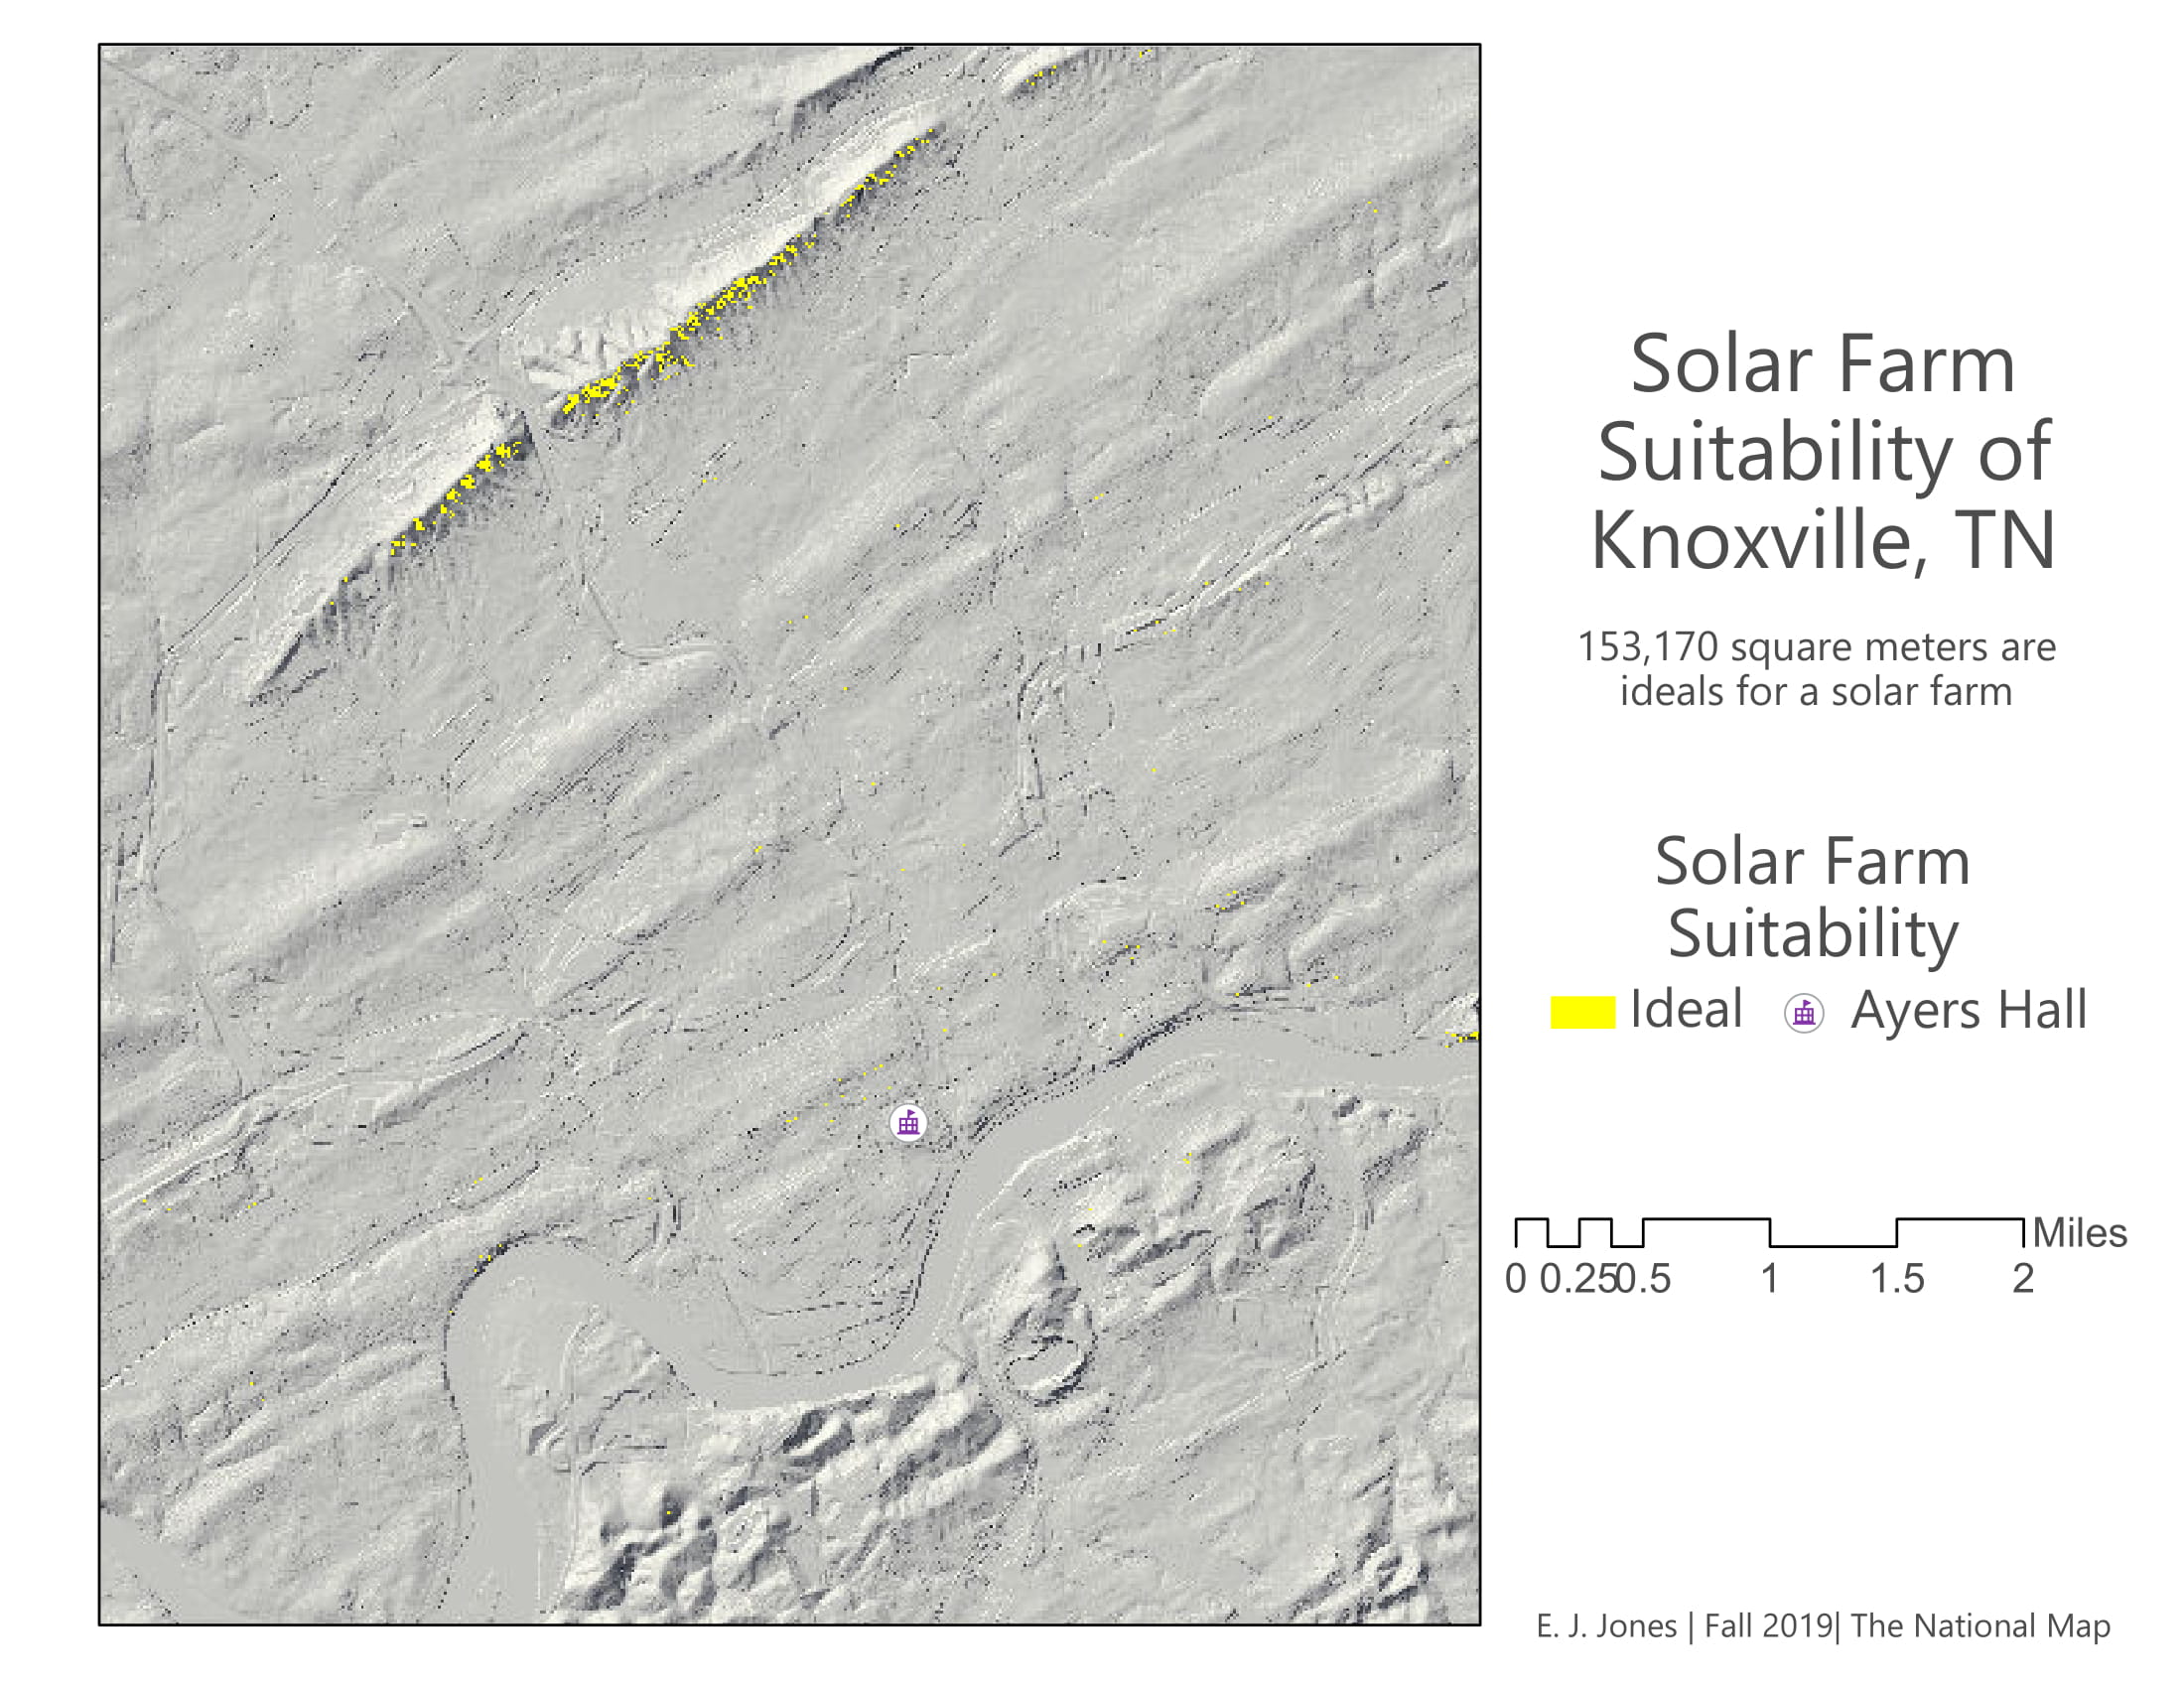 Solar Farm
Suitability of
Knoxville, TN
153,170 square meters are
ideals for a solar farm
Solar Farm
Suitability
Ideal Ayers Hall
Miles
0 0.25 0.5 1 1.5 2
E. J. Jones | Fall 2019| The National Map